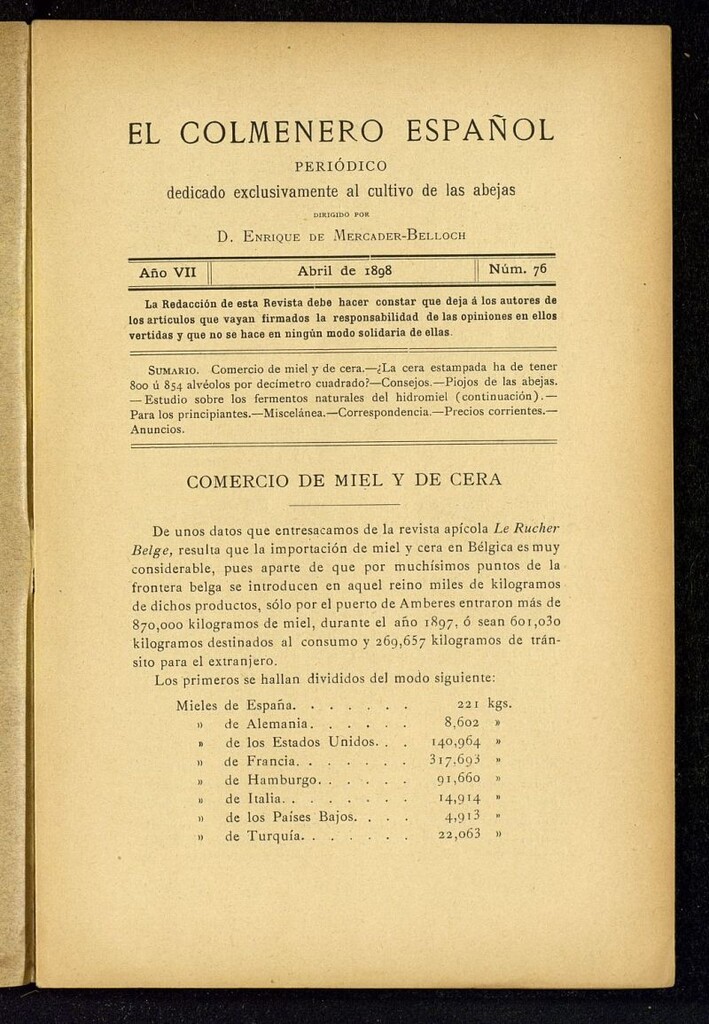 EL COLMENERO ESPAÑOL
PERIÓDICO
dedicado exclusivamente al cultivo de las abejas
DIRIGIDO POR
D. Enrique de Mercader-Belloch
Año VII
Abril de 1898
Núm. 76
La Redacción de esta Revista debe hacer constar que deja á los autores de
los artículos que vayan firmados la responsabilidad de las opiniones en ellos
vertidas y que no se hace en ningún modo solidaria de ellas.
Sumario. Comercio de miel y de cera.—¿La cera estampada ha de tener
800 ú 854 alvéolos por decímetro cuadrado?—Consejos.—Piojos de las abejas.
—Estudio sobre los fermentos naturales del hidromiel (continuación).—
Para los principiantes.—Miscelánea.—Correspondencia.—Precios corrientes.—
Anuncios.
COMERCIO DE MIEL Y DE CERA
De unos datos que entresacamos de la revista apícola Le Rucher
Belge, resulta que la importación de miel y cera en Bélgica es muy
considerable, pues aparte de que por muchísimos puntos de la
frontera belga se introducen en aquel reino miles de kilogramos
de dichos productos, sólo por el puerto de Amberes entraron más de
870,000 kilogramos de miel, durante el año 1897, ó sean 601,030
kilogramos destinados al consumo y 269,657 kilogramos de trán-
sito para el extranjero.
Los primeros se hallan divididos del modo siguiente:
Mieles de España. . . . . . 221 kgs.
» de Alemania. . . . . . 8,602 »
» de los Estados Unidos. . . 140,964 »
» de Francia. . . . . . . 317,693 »
» de Hamburgo. . . . . . 91,660 »
» de Italia. . . . . . . . 14,914 »
» de los Países Bajos. . . . 4,913 »
» de Turquía. . . . . . . 22,063 »